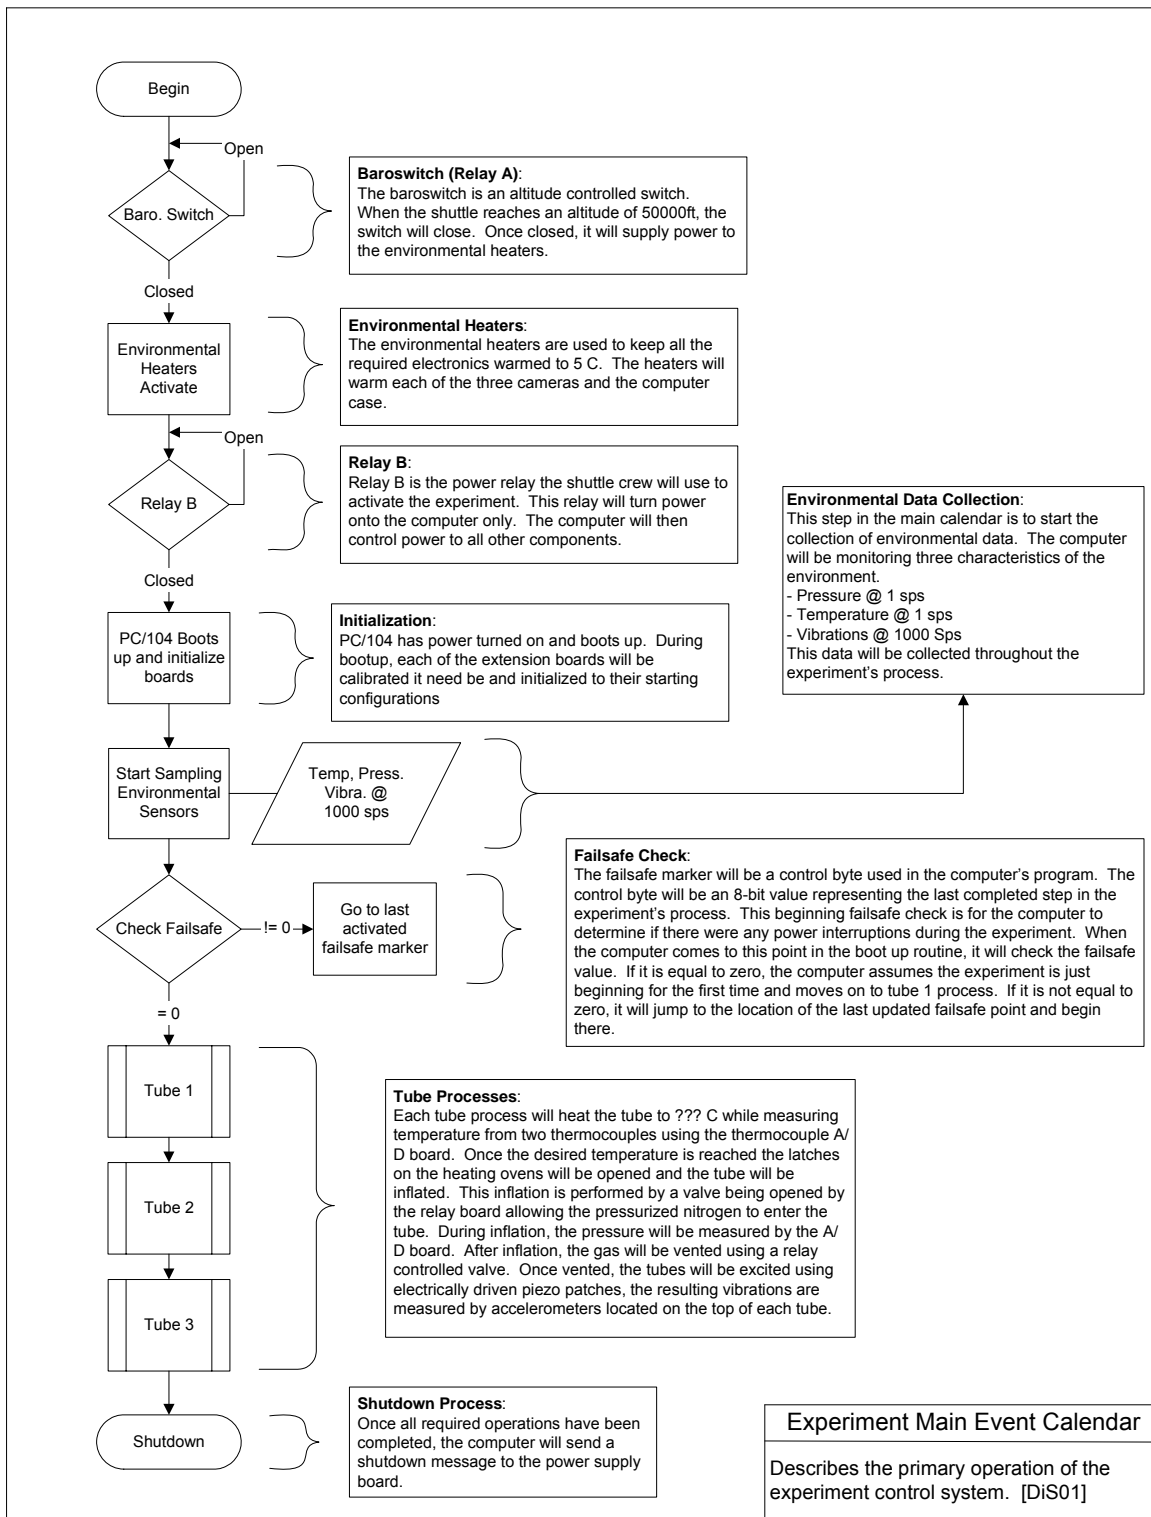 Begin
Open
Baro. Switch
Baroswitch (Relay A):
The baroswitch is an altitude controlled switch.
When the shuttle reaches an altitude of 50000ft, the
switch will close.  Once closed, it will supply power to
the environmental heaters.
Closed
Environmental
Heaters
Activate
Environmental Heaters:
The environmental heaters are used to keep all the
required electronics warmed to 5 C.  The heaters will
warm each of the three cameras and the computer
case.
Open
Relay B
Relay B:
Relay B is the power relay the shuttle crew will use to
activate the experiment.  This relay will turn power
onto the computer only.  The computer will then
control power to all other components.
Closed
Environmental Data Collection:
This step in the main calendar is to start the
collection of environmental data.  The computer
will be monitoring three characteristics of the
environment.
- Pressure @ 1 sps
- Temperature @ 1 sps
- Vibrations @ 1000 Sps
This data will be collected throughout the
experiment's process.
PC/104 Boots
up and initialize
boards
Initialization:
PC/104 has power turned on and boots up.  During
bootup, each of the extension boards will be
calibrated it need be and initialized to their starting
configurations
Start Sampling
Environmental
Sensors
Temp, Press.
Vibra. @
1000 sps
Check Failsafe
!= 0
Go to last
activated
failsafe marker
Failsafe Check:
The failsafe marker will be a control byte used in the computer's program.  The
control byte will be an 8-bit value representing the last completed step in the
experiment's process.  This beginning failsafe check is for the computer to
determine if there were any power interruptions during the experiment.  When
the computer comes to this point in the boot up routine, it will check the failsafe
value.  If it is equal to zero, the computer assumes the experiment is just
beginning for the first time and moves on to tube 1 process.  If it is not equal to
zero, it will jump to the location of the last updated failsafe point and begin
there.
= 0
Tube 1
Tube 2
Tube 3
Tube Processes:
Each tube process will heat the tube to ??? C while measuring
temperature from two thermocouples using the thermocouple A/
D board.  Once the desired temperature is reached the latches
on the heating ovens will be opened and the tube will be
inflated.  This inflation is performed by a valve being opened by
the relay board allowing the pressurized nitrogen to enter the
tube.  During inflation, the pressure will be measured by the A/
D board.  After inflation, the gas will be vented using a relay
controlled valve.  Once vented, the tubes will be excited using
electrically driven piezo patches, the resulting vibrations are
measured by accelerometers located on the top of each tube.
Shutdown
Shutdown Process:
Once all required operations have been
completed, the computer will send a
shutdown message to the power supply
board.
Experiment Main Event Calendar
Describes the primary operation of the
experiment control system.  [DiS01]